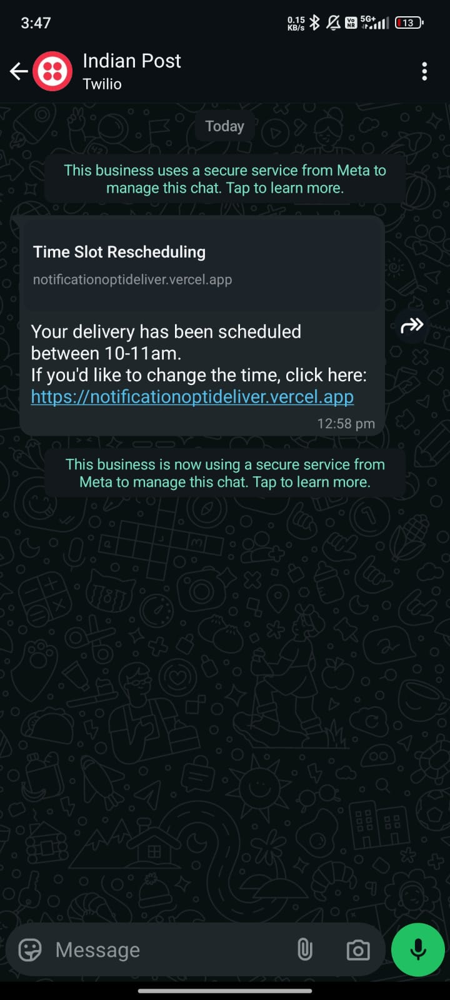 3:47
0.15
KB/s
Vo
NR
5G+
13
Indian Post
Twilio
Today
This business uses a secure service from Meta to
manage this chat. Tap to learn more.
Time Slot Rescheduling
notificationoptideliver.vercel.app
Your delivery has been scheduled
between 10-11am.
If you'd like to change the time, click here:
https://notificationoptideliver.vercel.app
12:58 pm
This business is now using a secure service from
Meta to manage this chat. Tap to learn more.
Message